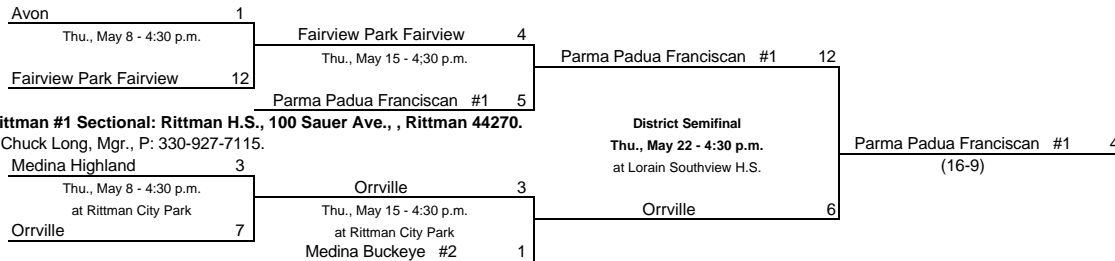 Avon 1
Thu., May 8 - 4:30 p.m.
Fairview Park Fairview 4
Thu., May 15 - 4;30 p.m.
Parma Padua Franciscan #1 12
Fairview Park Fairview 12
Parma Padua Franciscan #1 5
ittman #1 Sectional: Rittman H.S., 100 Sauer Ave., , Rittman 44270.
District Semifinal
Chuck Long, Mgr., P: 330-927-7115.
Thu., May 22 - 4:30 p.m.
Parma Padua Franciscan #1 4
Medina Highland 3
at Lorain Southview H.S.
(16-9)
Thu., May 8 - 4:30 p.m.
Orrville 3
at Rittman City Park
Thu., May 15 - 4:30 p.m.
Orrville 6
Orrville 7
at Rittman City Park
Medina Buckeye #2 1